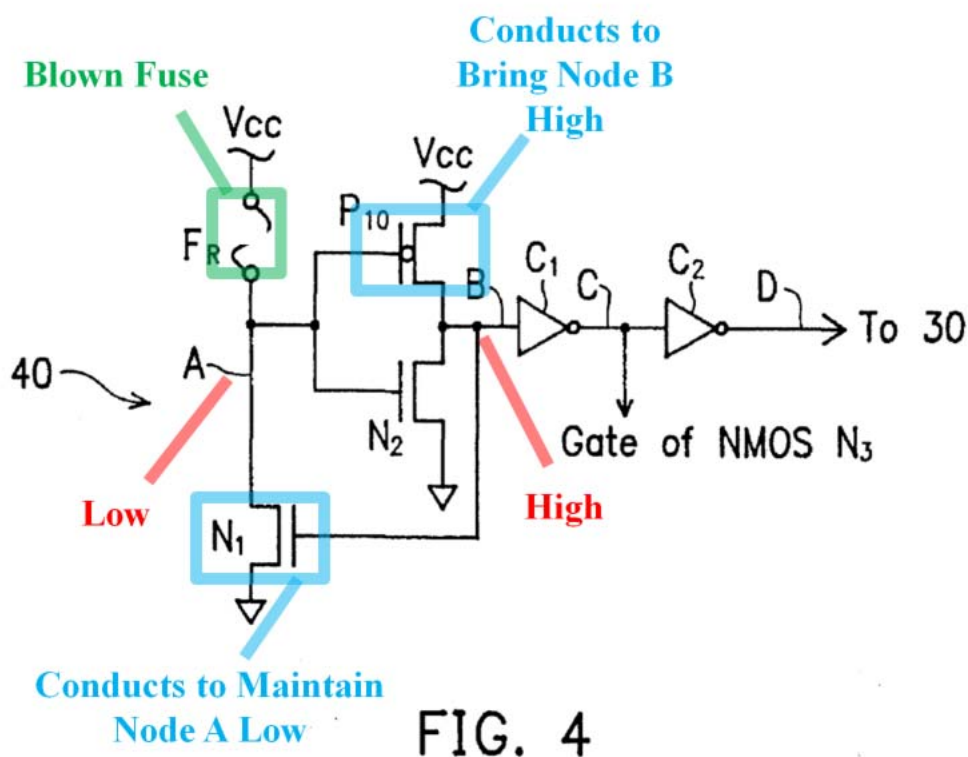 Conducts to
Bring Node B
High
Blown Fuse
Vcc
Vcc
P10
FR
C1
C2
B
C
D
To 30
A
40
N2
Gate of NMOS N3
Low
High
N1
Conducts to Maintain
Node A Low
FIG. 4